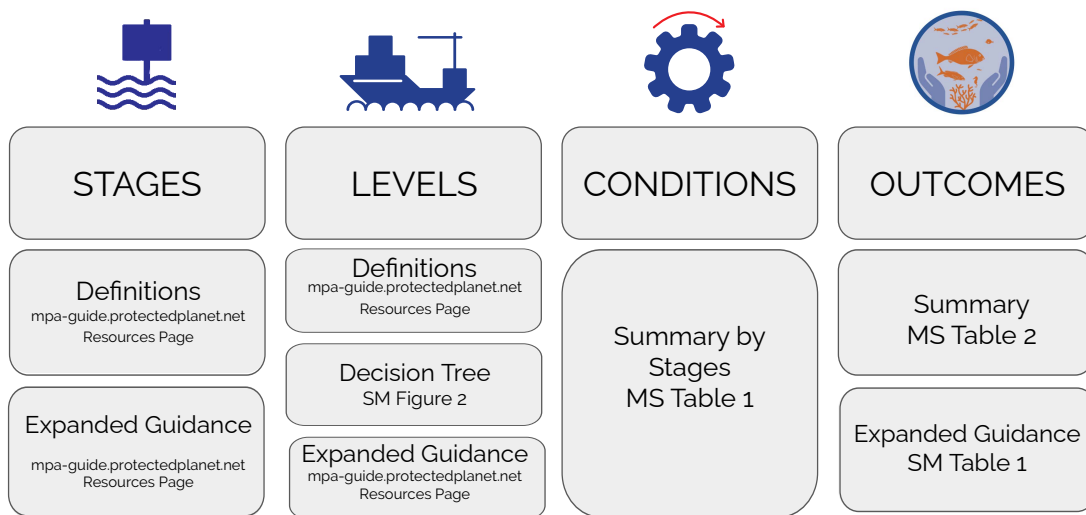 STAGES
Definitions
mpa-guide.protectedplanet.net
Resources Page
Expanded Guidance
mpa-guide.protectedplanet.net
Resources Page
LEVELS
Definitions
mpa-guide.protectedplanet.net
Resources Page
Decision Tree
SM Figure 2
Expanded Guidance
mpa-guide.protectedplanet.net
Resources Page
CONDITIONS
Summary by
Stages
MS Table 1
OUTCOMES
Summary
MS Table 2
Expanded Guidance
SM Table 1